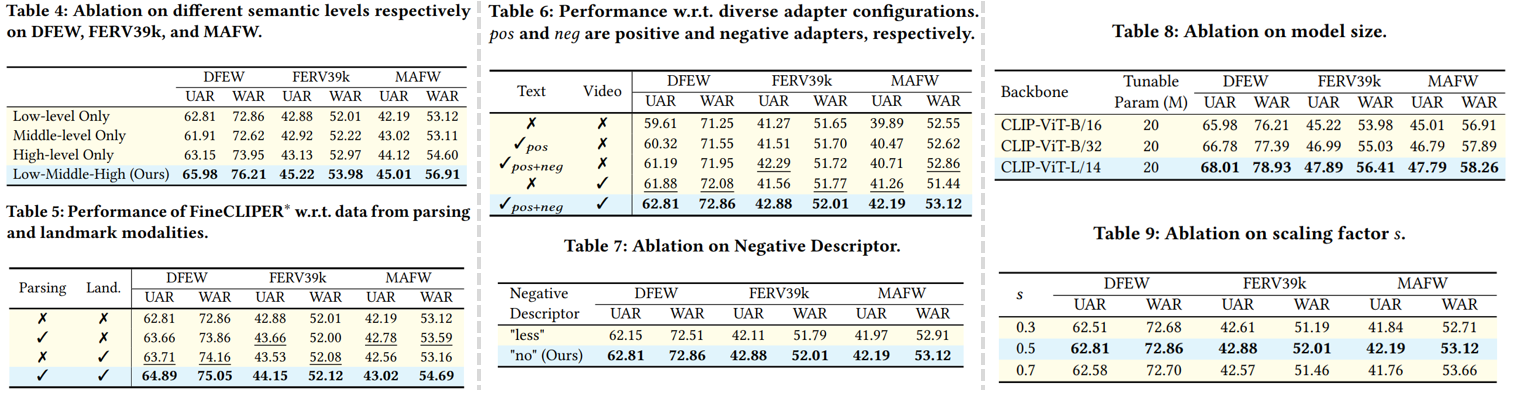 Table 4: Ablation on different semantic levels respectively
on DFEW, FERV39k, and MAFW.
DFEW FERV39k MAFW
UAR WAR UAR WAR UAR WAR
Low-level Only 62.81 72.86 42.88 52.01 42.19 53.12
Middle-level Only 61.91 72.62 42.92 52.22 43.02 53.11
High-level Only 63.15 73.95 43.13 52.97 44.12 54.60
Low-Middle-High (Ours) 65.98 76.21 45.22 53.98 45.01 56.91
Table 5: Performance of FineCLIPER* w.r.t. data from parsing
and landmark modalities.
Parsing Land. DFEW FERV39k MAFW
UAR WAR UAR WAR UAR WAR
✗ ✗ 62.81 72.86 42.88 52.01 42.19 53.12
✓ ✗ 63.66 73.86 43.66 52.00 42.78 53.59
✗ ✓ 63.71 74.16 43.53 52.08 42.56 53.16
✓ ✓ 64.89 75.05 44.15 52.12 43.02 54.69
Table 6: Performance w.r.t. diverse adapter configurations.
pos and neg are positive and negative adapters, respectively.
Text Video DFEW FERV39k MAFW
UAR WAR UAR WAR UAR WAR
✗ ✗ 59.61 71.25 41.27 51.65 39.89 52.55
✓pos ✗ 60.32 71.55 41.51 51.70 40.47 52.62
✓pos+neg ✗ 61.19 71.95 42.29 51.72 40.71 52.86
✗ ✓ 61.88 72.08 41.56 51.77 41.26 51.44
✓pos+neg ✓ 62.81 72.86 42.88 52.01 42.19 53.12
Table 7: Ablation on Negative Descriptor.
Negative DFEW FERV39k MAFW
Descriptor UAR WAR UAR WAR UAR WAR
"less" 62.15 72.51 42.11 51.79 41.97 52.91
"no" (Ours) 62.81 72.86 42.88 52.01 42.19 53.12
Table 8: Ablation on model size.
Backbone Tunable DFEW FERV39k MAFW
Param (M) UAR WAR UAR WAR UAR WAR
CLIP-ViT-B/16 20 65.98 76.21 45.22 53.98 45.01 56.91
CLIP-ViT-B/32 20 66.78 77.39 46.99 55.03 46.79 57.89
CLIP-ViT-L/14 20 68.01 78.93 47.89 56.41 47.79 58.26
Table 9: Ablation on scaling factor s.
s DFEW FERV39k MAFW
UAR WAR UAR WAR UAR WAR
0.3 62.51 72.68 42.61 51.19 41.84 52.71
0.5 62.81 72.86 42.88 52.01 42.19 53.12
0.7 62.58 72.70 42.57 51.46 41.76 53.66